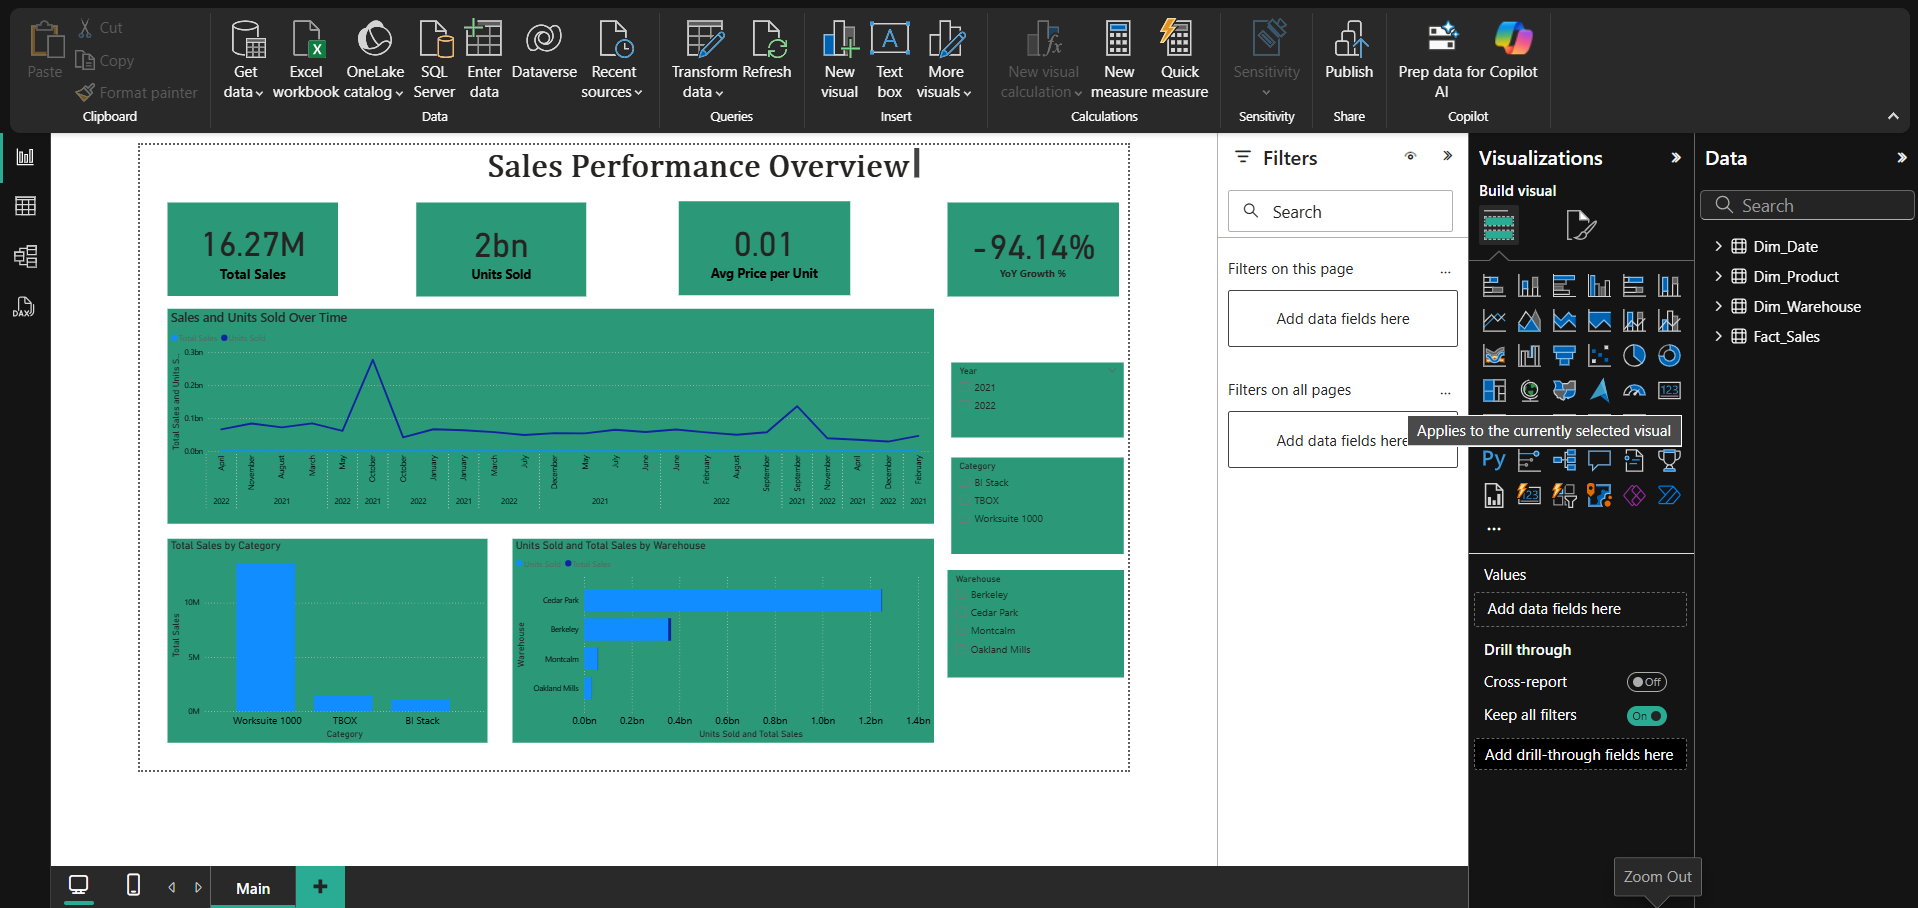 Paste
Cut
Copy
Format painter
Clipboard
Get data
Excel workbook
OneLake catalog
SQL Server
Enter data
Dataverse
Recent sources
Data
Transform data
Refresh
Queries
New visual
Text box
More visuals
Insert
New visual calculation
New measure
Quick measure
Calculations
Sensitivity
Sensitivity
Publish
Share
Prep data for AI
Copilot
Copilot
Sales Performance Overview
16.27M
Total Sales
2bn
Units Sold
0.01
Avg Price per Unit
-94.14%
YoY Growth %
Sales and Units Sold Over Time
Total Sales Units Sold
Total Sales and Units S...
0.3bn
0.2bn
0.1bn
0.0bn
April November August March May October October January January March July December May July June June February August September September November April December February
2022 2021 2022 2021 2022 2021 2022 2021 2022 2021 2022 2021 2022 2021
Year
2021
2022
Category
BI Stack
TBOX
Worksuite 1000
Warehouse
Berkeley
Cedar Park
Montcalm
Oakland Mills
Total Sales by Category
Total Sales
10M
5M
0M
Worksuite 1000 TBOX BI Stack
Category
Units Sold and Total Sales by Warehouse
Units Sold Total Sales
Warehouse
Cedar Park
Berkeley
Montcalm
Oakland Mills
0.0bn 0.2bn 0.4bn 0.6bn 0.8bn 1.0bn 1.2bn 1.4bn
Units Sold and Total Sales
Filters
Search
Filters on this page
...
Add data fields here
Filters on all pages
...
Add data fields here
Visualizations
Build visual
123
Applies to the currently selected visual
Py
123
...
Values
Add data fields here
Drill through
Cross-report
Off
Keep all filters
On
Add drill-through fields here
Data
Search
Dim_Date
Dim_Product
Dim_Warehouse
Fact_Sales
DAX
Main
Zoom Out